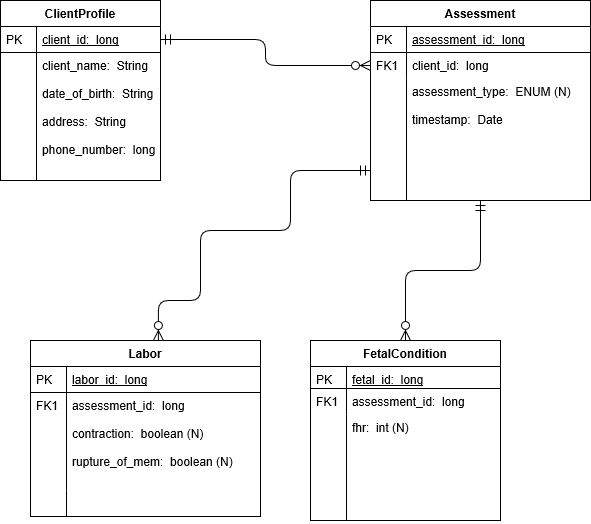 ClientProfile
PK client_id: long
client_name: String
date_of_birth: String
address: String
phone_number: long
Assessment
PK assessment_id: long
FK1 client_id: long
assessment_type: ENUM (N)
timestamp: Date
Labor
PK labor_id: long
FK1 assessment_id: long
contraction: boolean (N)
rupture_of_mem: boolean (N)
FetalCondition
PK fetal_id: long
FK1 assessment_id: long
fhr: int (N)